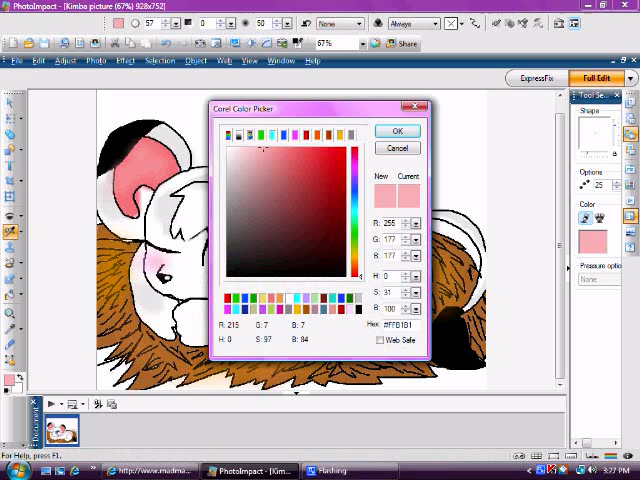 PhotoImpact - [Kimba picture (67%) 928x752]
57 0 50 None Always
67% Share
File Edit Adjust Photo Effect Selection Object Web View Window Help
ExpressFix Full Edit
Corel Color Picker
OK
Cancel
New Current
R: 255
G: 177
B: 177
H: 0
S: 31
B: 100
R: 215 G: 7 B: 7 Hex: #FFB1B1
H: 0 S: 97 B: 84 Web Safe
Tool Se...
Shape
Options
25
Color
Pressure option
Document
For Help, press F1.
http://www.madma... PhotoImpact - [Kim... Flashing 3:27 PM